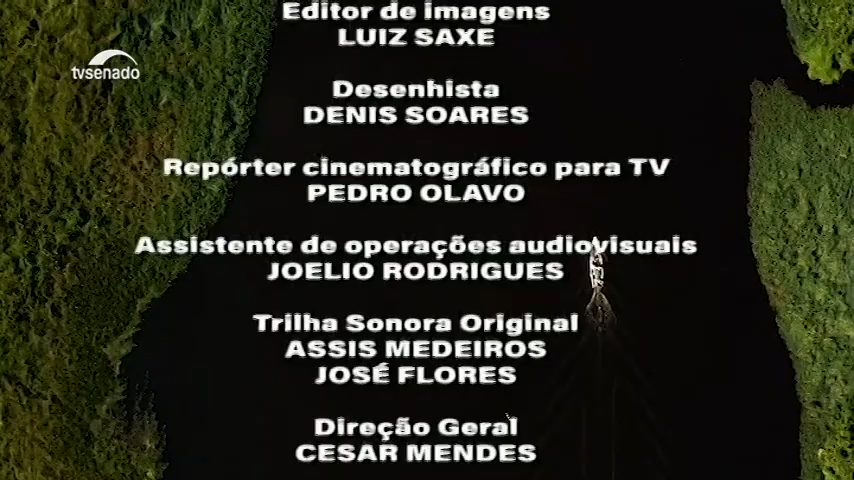 Editor de imagens
LUIZ SAXE
tvsenado
Desenhista
DENIS SOARES
Repórter cinematográfico para TV
PEDRO OLAVO
Assistente de operações audiovisuais
JOELIO RODRIGUES
Trilha Sonora Original
ASSIS MEDEIROS
JOSÉ FLORES
Direção Geral
CESAR MENDES